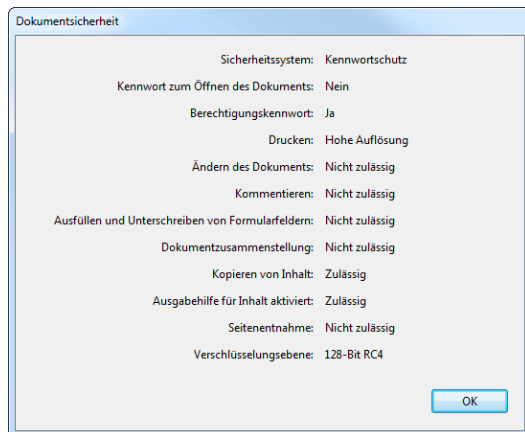 Dokumentsicherheit
Sicherheitssystem: Kennwortschutz
Kennwort zum Öffnen des Dokuments: Nein
Berechtigungskennwort: Ja
Drucken: Hohe Auflösung
Ändern des Dokuments: Nicht zulässig
Kommentieren: Nicht zulässig
Ausfüllen und Unterschreiben von Formularfeldern: Nicht zulässig
Dokumentzusammenstellung: Nicht zulässig
Kopieren von Inhalt: Zulässig
Ausgabehilfe für Inhalt aktiviert: Zulässig
Seitenentnahme: Nicht zulässig
Verschlüsselungsebene: 128-Bit RC4
OK